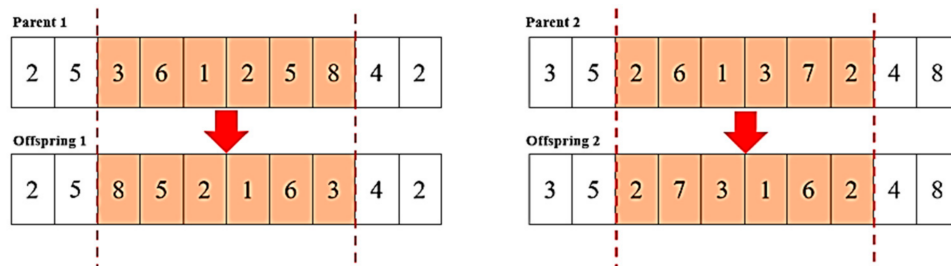 Parent 1
2 5 3 6 1 2 5 8 4 2
Offspring 1
2 5 8 5 2 1 6 3 4 2
Parent 2
3 5 2 6 1 3 7 2 4 8
Offspring 2
3 5 2 7 3 1 6 2 4 8